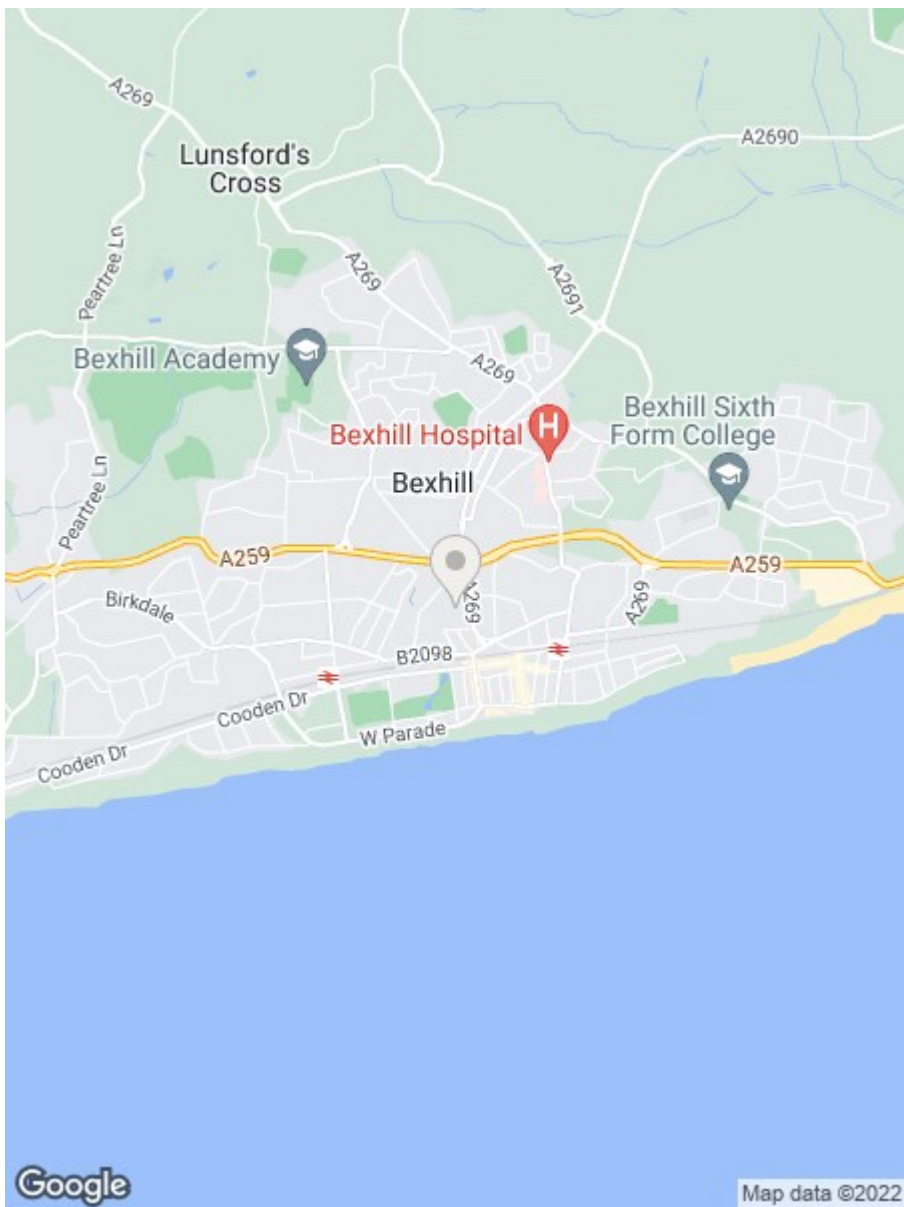 A269
A2690
Lunsford's
Cross
Peartree Ln
A269
A2691
Bexhill Academy
A269
Bexhill Sixth
Form College
Bexhill Hospital
H
Bexhill
Peartree Ln
A259
A259
Birkdale
A269
A269
B2098
Cooden Dr
W Parade
Cooden Dr
Google
Map data ©2022